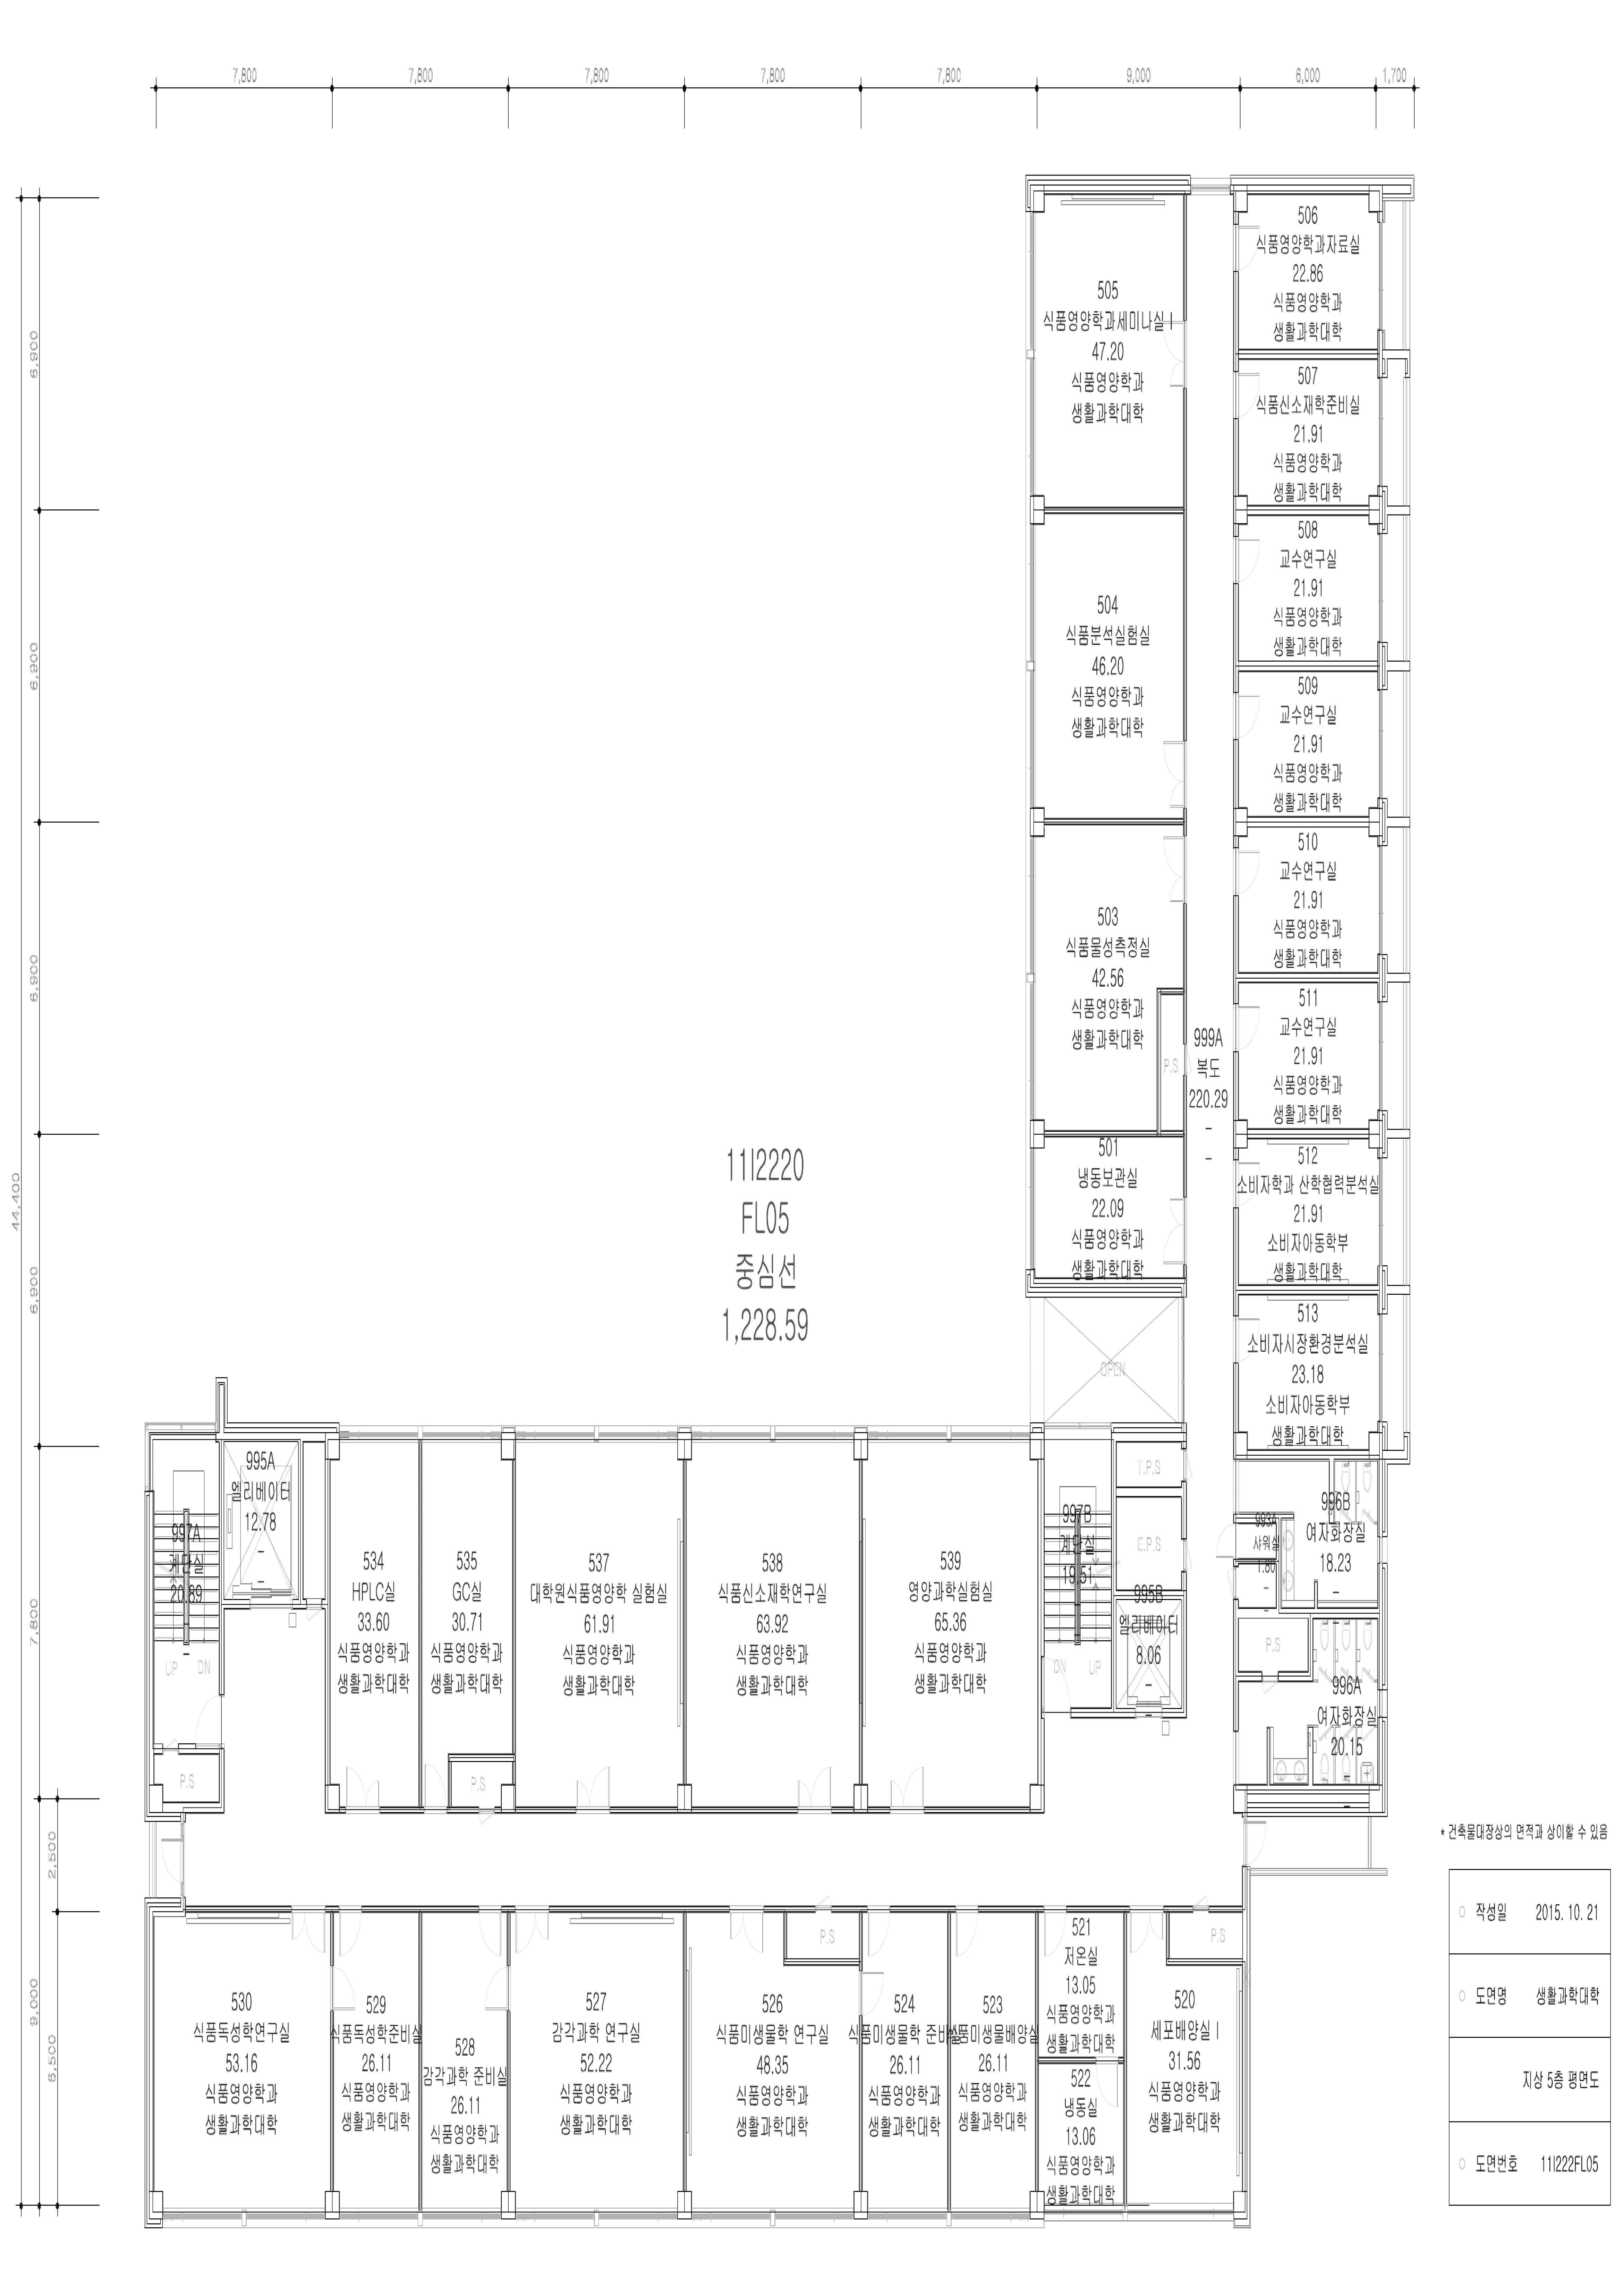 7,800
7,800
7,800
7,800
7,800
9,000
6,000
1,700
6,900
6,900
6,900
6,900
44,400
7,800
2,500
9,000
6,500
505
식품영양학과세미나실 I
47.20
식품영양학과
생활과학대학
506
식품영양학과자료실
22.86
식품영양학과
생활과학대학
507
식품신소재학준비실
21.91
식품영양학과
생활과학대학
504
식품분석실험실
46.20
식품영양학과
생활과학대학
508
교수연구실
21.91
식품영양학과
생활과학대학
509
교수연구실
21.91
식품영양학과
생활과학대학
503
식품물성측정실
42.56
식품영양학과
생활과학대학
P.S
510
교수연구실
21.91
식품영양학과
생활과학대학
511
교수연구실
21.91
식품영양학과
생활과학대학
999A
복도
220.29
-
-
501
냉동보관실
22.09
식품영양학과
생활과학대학
512
소비자학과 산학협력분석실
21.91
소비자아동학부
생활과학대학
513
소비자시장환경분석실
23.18
소비자아동학부
생활과학대학
11I2220
FL05
중심선
1,228.59
OPEN
997A
계단실
20.89
-
UP
DN
P.S
995A
엘리베이터
12.78
-
-
534
HPLC실
33.60
식품영양학과
생활과학대학
535
GC실
30.71
식품영양학과
생활과학대학
P.S
537
대학원식품영양학 실험실
61.91
식품영양학과
생활과학대학
538
식품신소재학연구실
63.92
식품영양학과
생활과학대학
539
영양과학실험실
65.36
식품영양학과
생활과학대학
997B
계단실
19.51
-
DN
UP
T.P.S
E.P.S
995B
엘리베이터
8.06
-
-
993A
샤워실
1.80
-
-
996B
여자화장실
18.23
-
-
P.S
996A
여자화장실
20.15
-
-
530
식품독성학연구실
53.16
식품영양학과
생활과학대학
529
식품독성학준비실
26.11
식품영양학과
생활과학대학
528
감각과학 준비실
26.11
식품영양학과
생활과학대학
527
감각과학 연구실
52.22
식품영양학과
생활과학대학
P.S
526
식품미생물학 연구실
48.35
식품영양학과
생활과학대학
524
식품미생물학 준비실
26.11
식품영양학과
생활과학대학
523
식품미생물배양실
26.11
식품영양학과
생활과학대학
521
저온실
13.05
식품영양학과
생활과학대학
522
냉동실
13.06
식품영양학과
생활과학대학
P.S
520
세포배양실 I
31.56
식품영양학과
생활과학대학
* 건축물대장상의 면적과 상이할 수 있음
○ 작성일 2015. 10. 21
○ 도면명 생활과학대학
지상 5층 평면도
○ 도면번호 11I222FL05